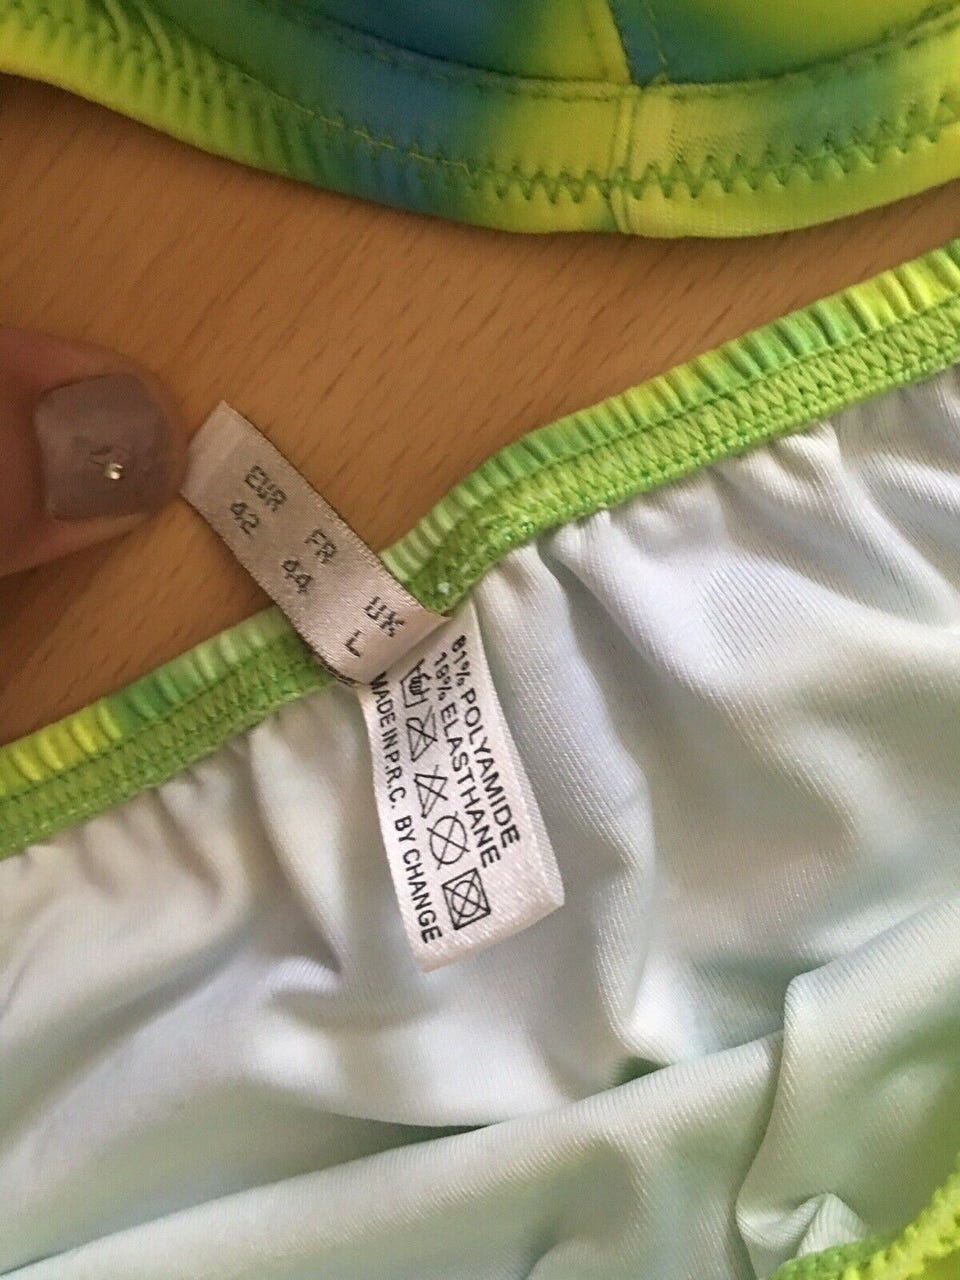 EUR FR UK
42 44 L
81% POLYAMIDE
19% ELASTHANE
MADE IN P.R.C. BY CHANGE